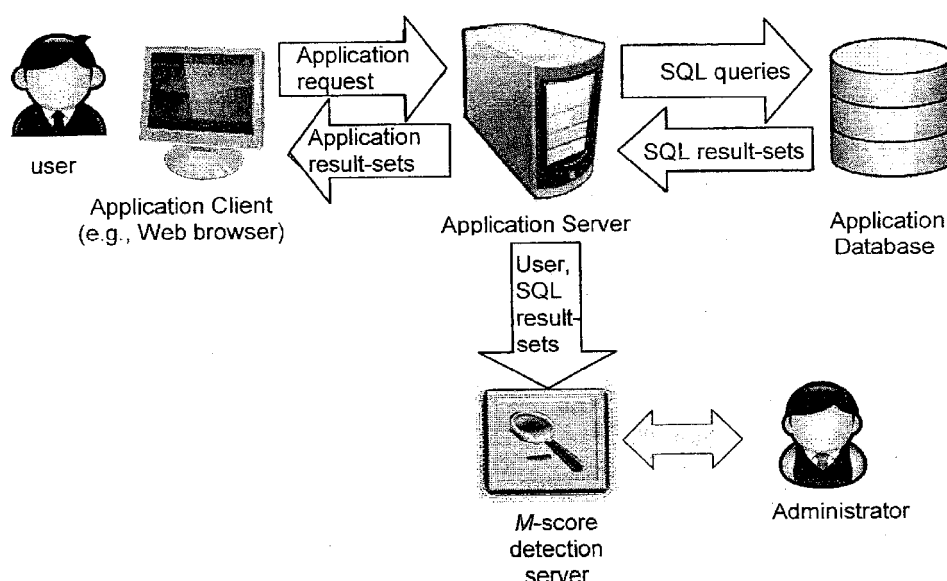 Application
request
SQL queries
Application
result-sets
SQL result-sets
user
Application Client
(e.g., Web browser)
Application Server
Application
Database
User,
SQL
result-
sets
M-score
detection
server
Administrator